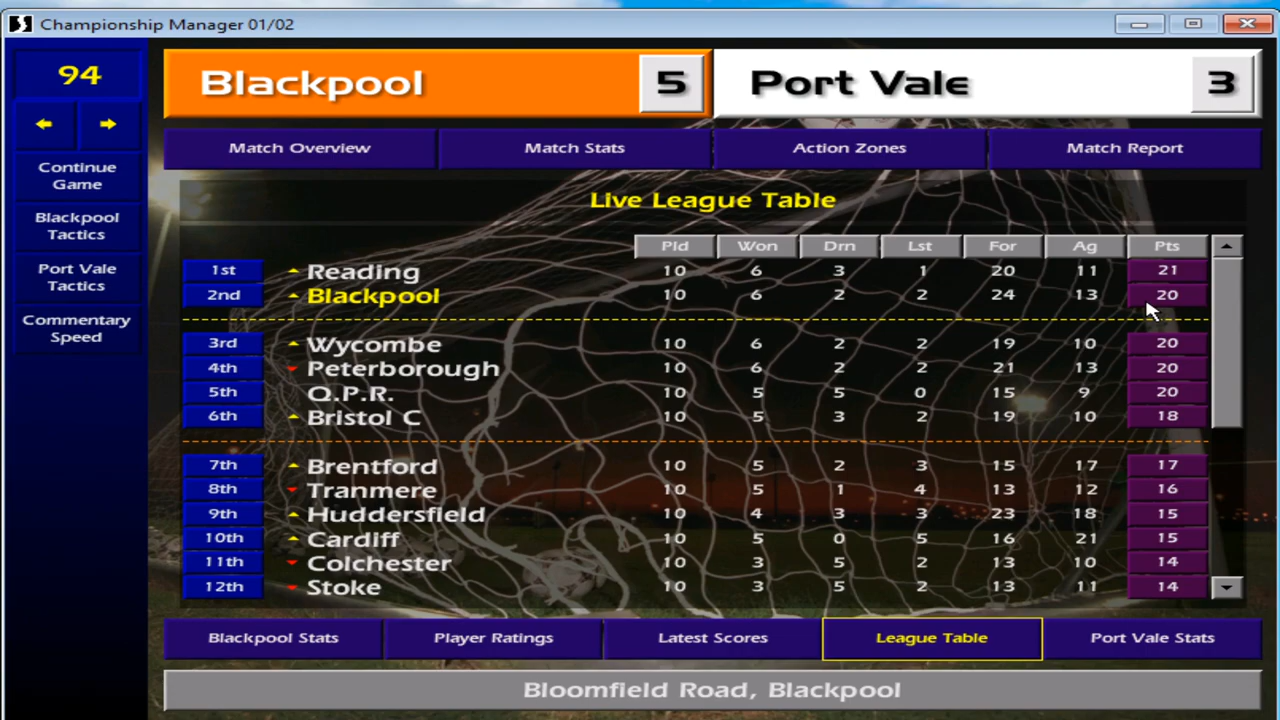 Championship Manager 01/02
94
Continue
Game
Blackpool
Tactics
Port Vale
Tactics
Commentary
Speed
Blackpool 5 Port Vale 3
Match Overview Match Stats Action Zones Match Report
Live League Table
Pld Won Drn Lst For Ag Pts
1st Reading 10 6 3 1 20 11 21
2nd Blackpool 10 6 2 2 24 13 20
3rd Wycombe 10 6 2 2 19 10 20
4th Peterborough 10 6 2 2 21 13 20
5th Q.P.R. 10 5 5 0 15 9 20
6th Bristol C 10 5 3 2 19 10 18
7th Brentford 10 5 2 3 15 17 17
8th Tranmere 10 5 1 4 13 12 16
9th Huddersfield 10 4 3 3 23 18 15
10th Cardiff 10 5 0 5 16 21 15
11th Colchester 10 3 5 2 13 10 14
12th Stoke 10 3 5 2 13 11 14
Blackpool Stats Player Ratings Latest Scores League Table Port Vale Stats
Bloomfield Road, Blackpool